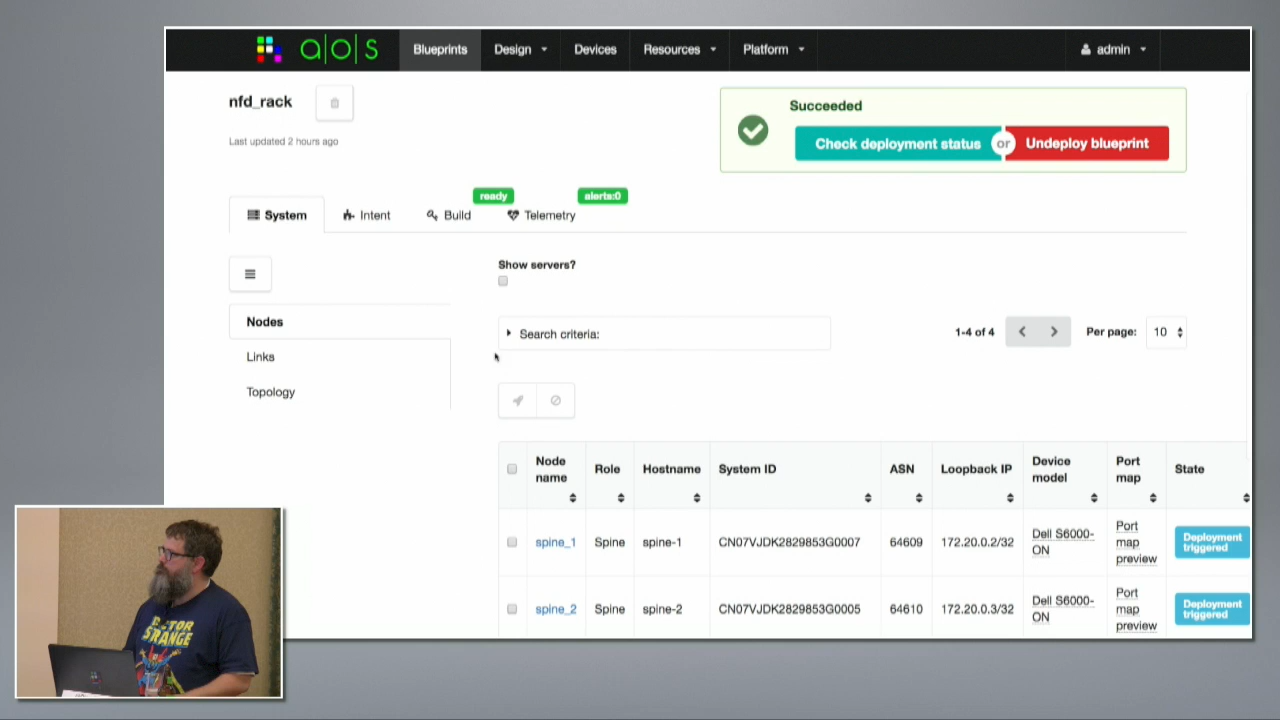 a|o|s Blueprints Design Devices Resources Platform admin
nfd_rack
Last updated 2 hours ago
Succeeded
Check deployment status or Undeploy blueprint
ready
alerts:0
System Intent Build Telemetry
Show servers?
Nodes
Links
Topology
Search criteria:
1-4 of 4
Per page: 10
Node name Role Hostname System ID ASN Loopback IP Device model Port map State
spine_1 Spine spine-1 CN07VJDK2829853G0007 64609 172.20.0.2/32 Dell S6000-ON Port map preview Deployment triggered
spine_2 Spine spine-2 CN07VJDK2829853G0005 64610 172.20.0.3/32 Dell S6000-ON Port map preview Deployment triggered
STRANGE